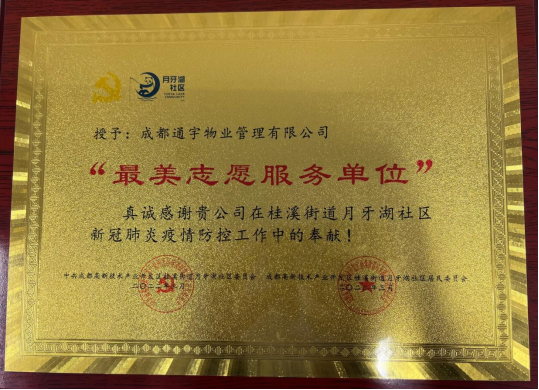 月牙湖
社区
授予：成都通宇物业管理有限公司
“最美志愿服务单位”
真诚感谢贵公司在桂溪街道月牙湖社区
新冠肺炎疫情防控工作中的奉献！
中共成都高新技术产业开发区桂溪街道月牙湖社区委员会 成都高新技术产业开发区桂溪街道月牙湖社区居民委员会